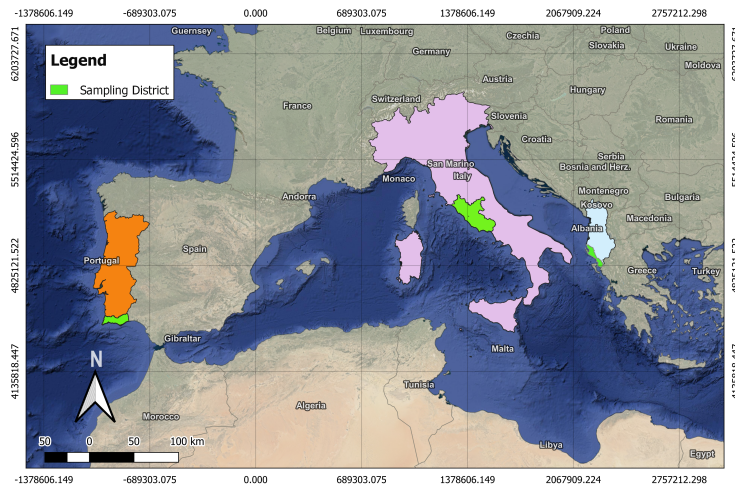 -1378606.149 -689303.075 0.000 689303.075 1378606.149 2067909.224 2757212.298
Guernsey Belgium Luxembourg Czechia Poland
Slovakia Ukraine
Germany Moldova
6203727.671
Legend
Sampling District
Austria
Hungary
Switzerland
France
Slovenia Romania
Croatia
5514424.596
Serbia
San Marino Bosnia and Herz.
Monaco Italy
Montenegro
Andorra Bulgaria
Kosovo
Macedonia
Albania
Spain
Portugal
4825121.522
Greece Turkey
Gibraltar
Malta
N
4135818.447
Tunisia
Algeria
Morocco
50 0 50 100 km
Libya
Egypt
-1378606.149 -689303.075 0.000 689303.075 1378606.149 2067909.224 2757212.298